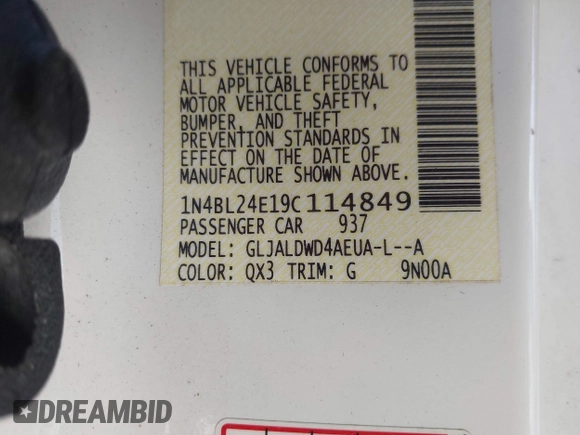 THIS VEHICLE CONFORMS TO
ALL APPLICABLE FEDERAL
MOTOR VEHICLE SAFETY,
BUMPER, AND THEFT
PREVENTION STANDARDS IN
EFFECT ON THE DATE OF
MANUFACTURE SHOWN ABOVE.
1N4BL24E19C114849
PASSENGER CAR 937
MODEL: GLJALDWD4AEUA-L--A
COLOR: QX3 TRIM: G 9N00A
DREAMBID